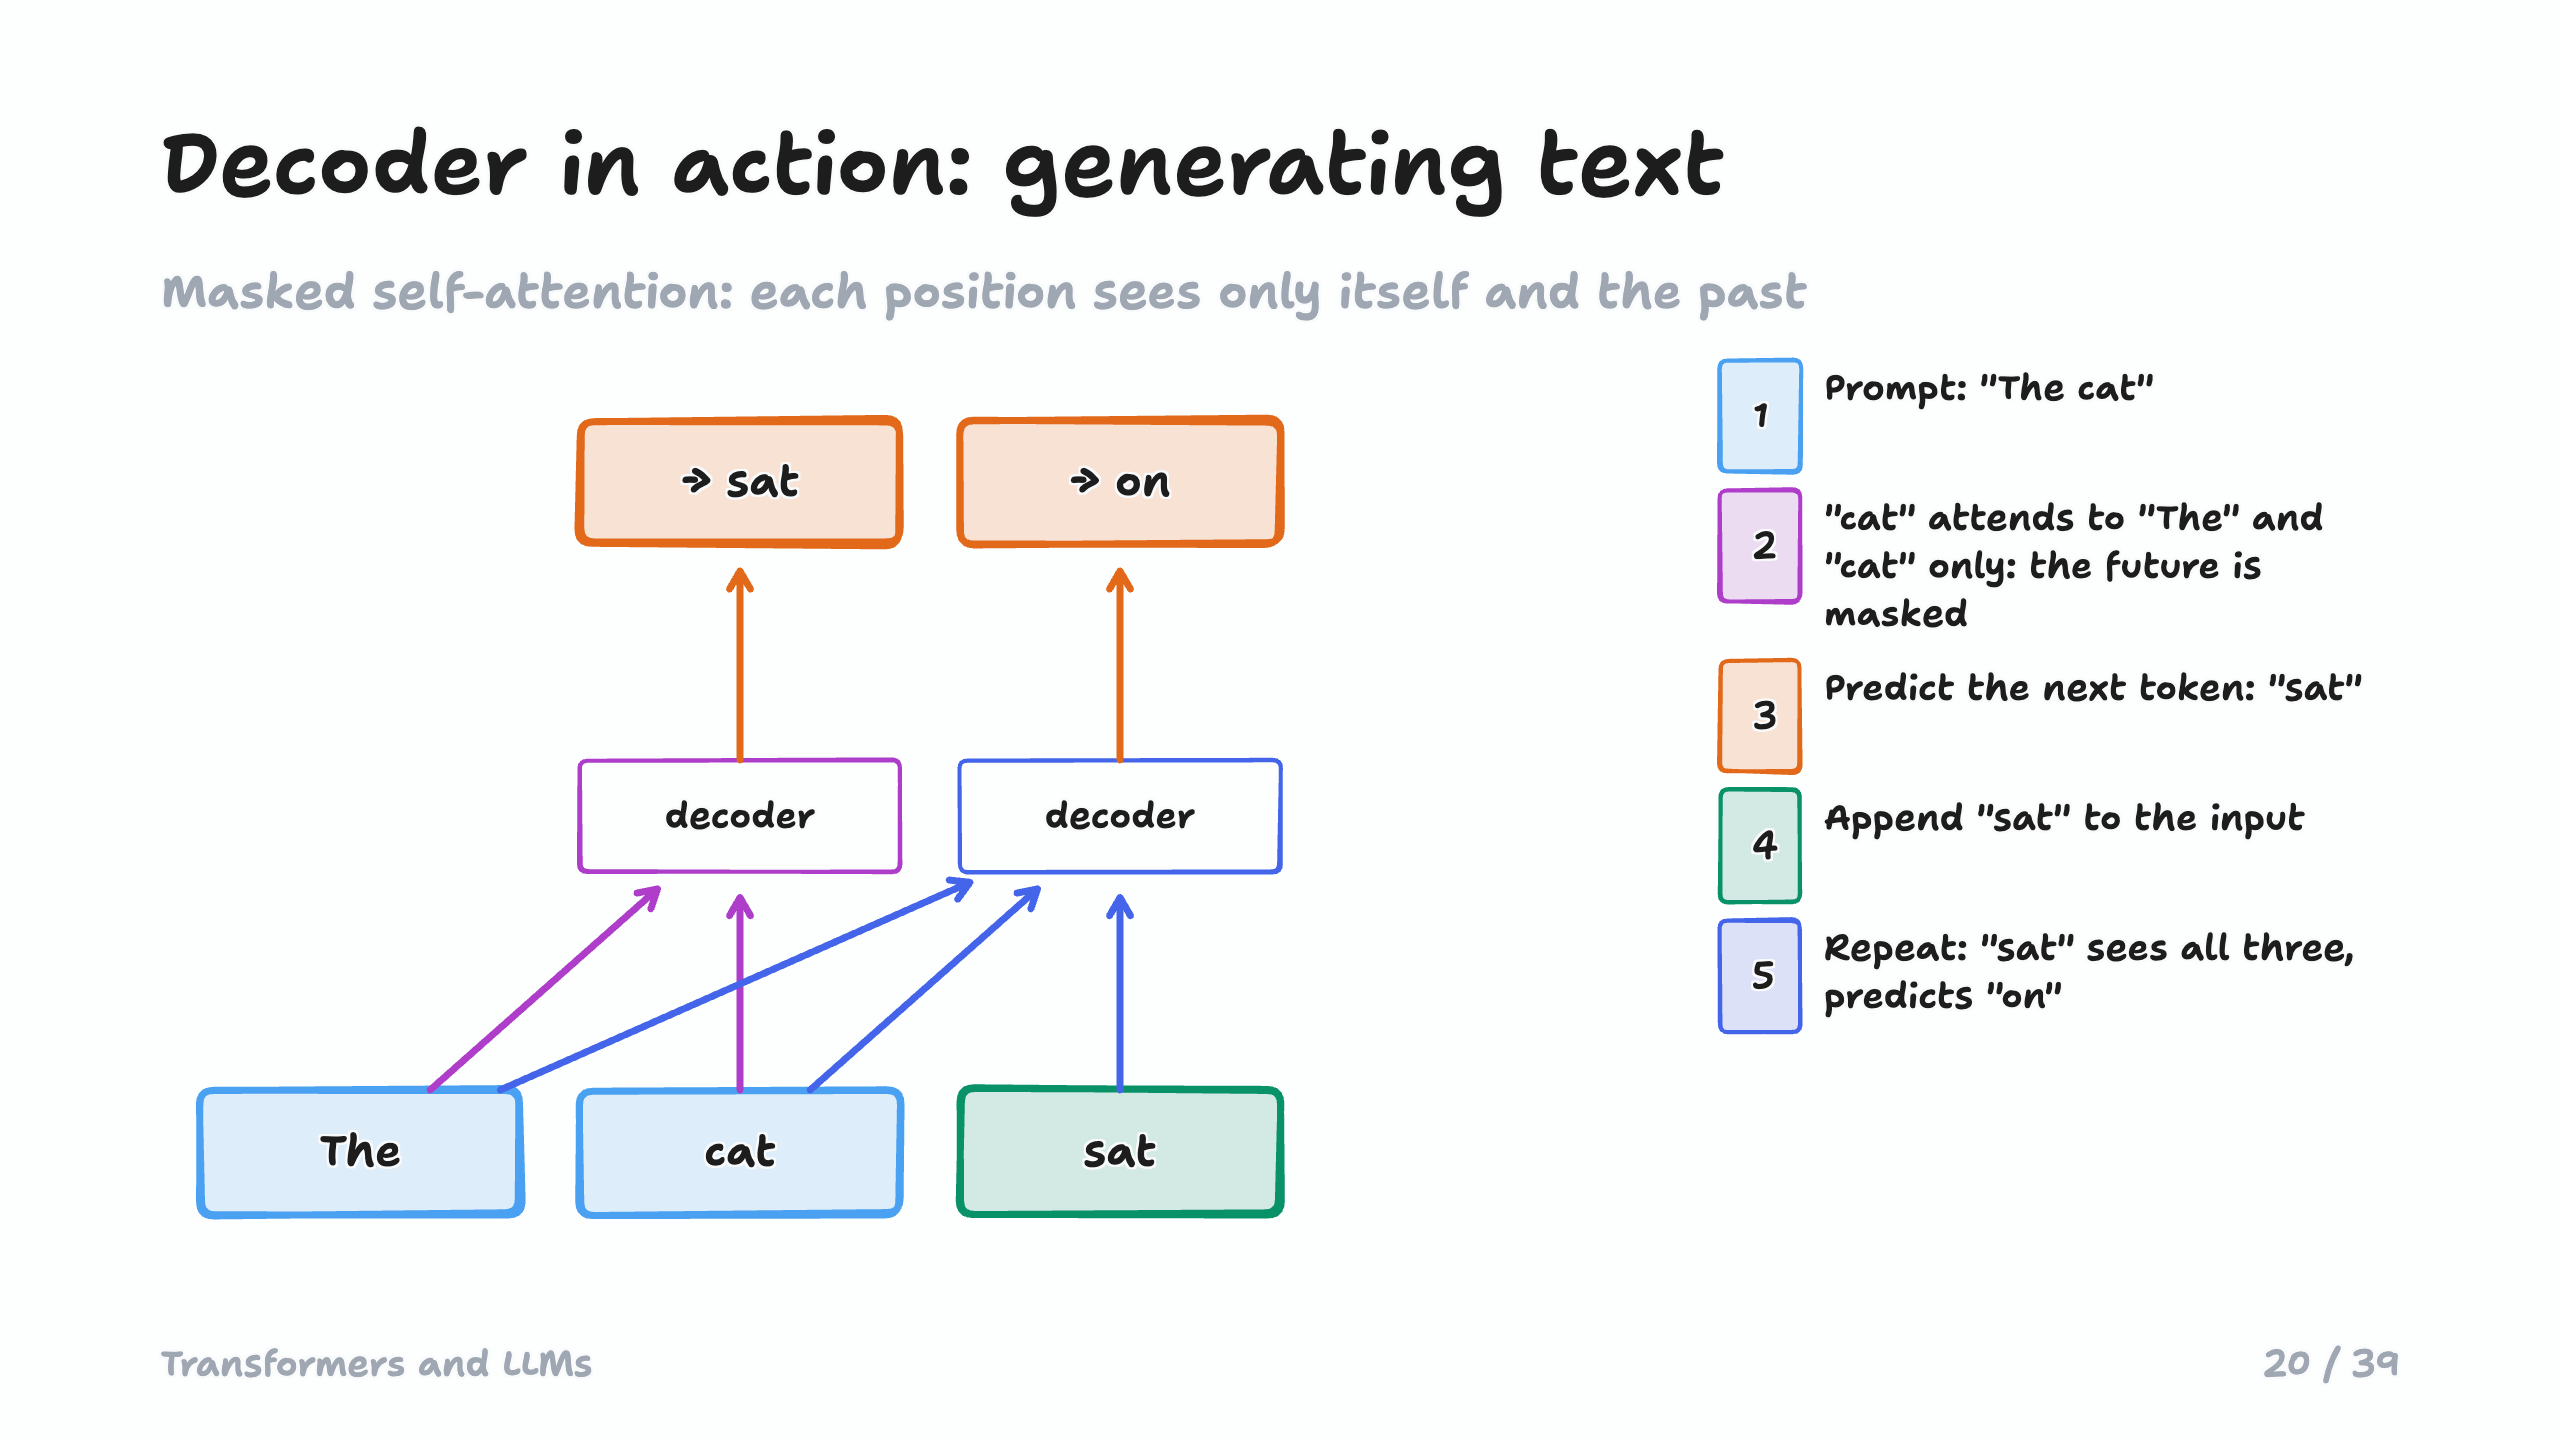 Decoder in action: generating text
Masked self-attention: each position sees only itself and the past
→ sat
→ on
decoder
decoder
The
cat
sat
1
Prompt: "The cat"
2
"cat" attends to "The" and
"cat" only: the future is
masked
3
Predict the next token: "sat"
4
Append "sat" to the input
5
Repeat: "sat" sees all three,
predicts "on"
Transformers and LLMs
20 / 39